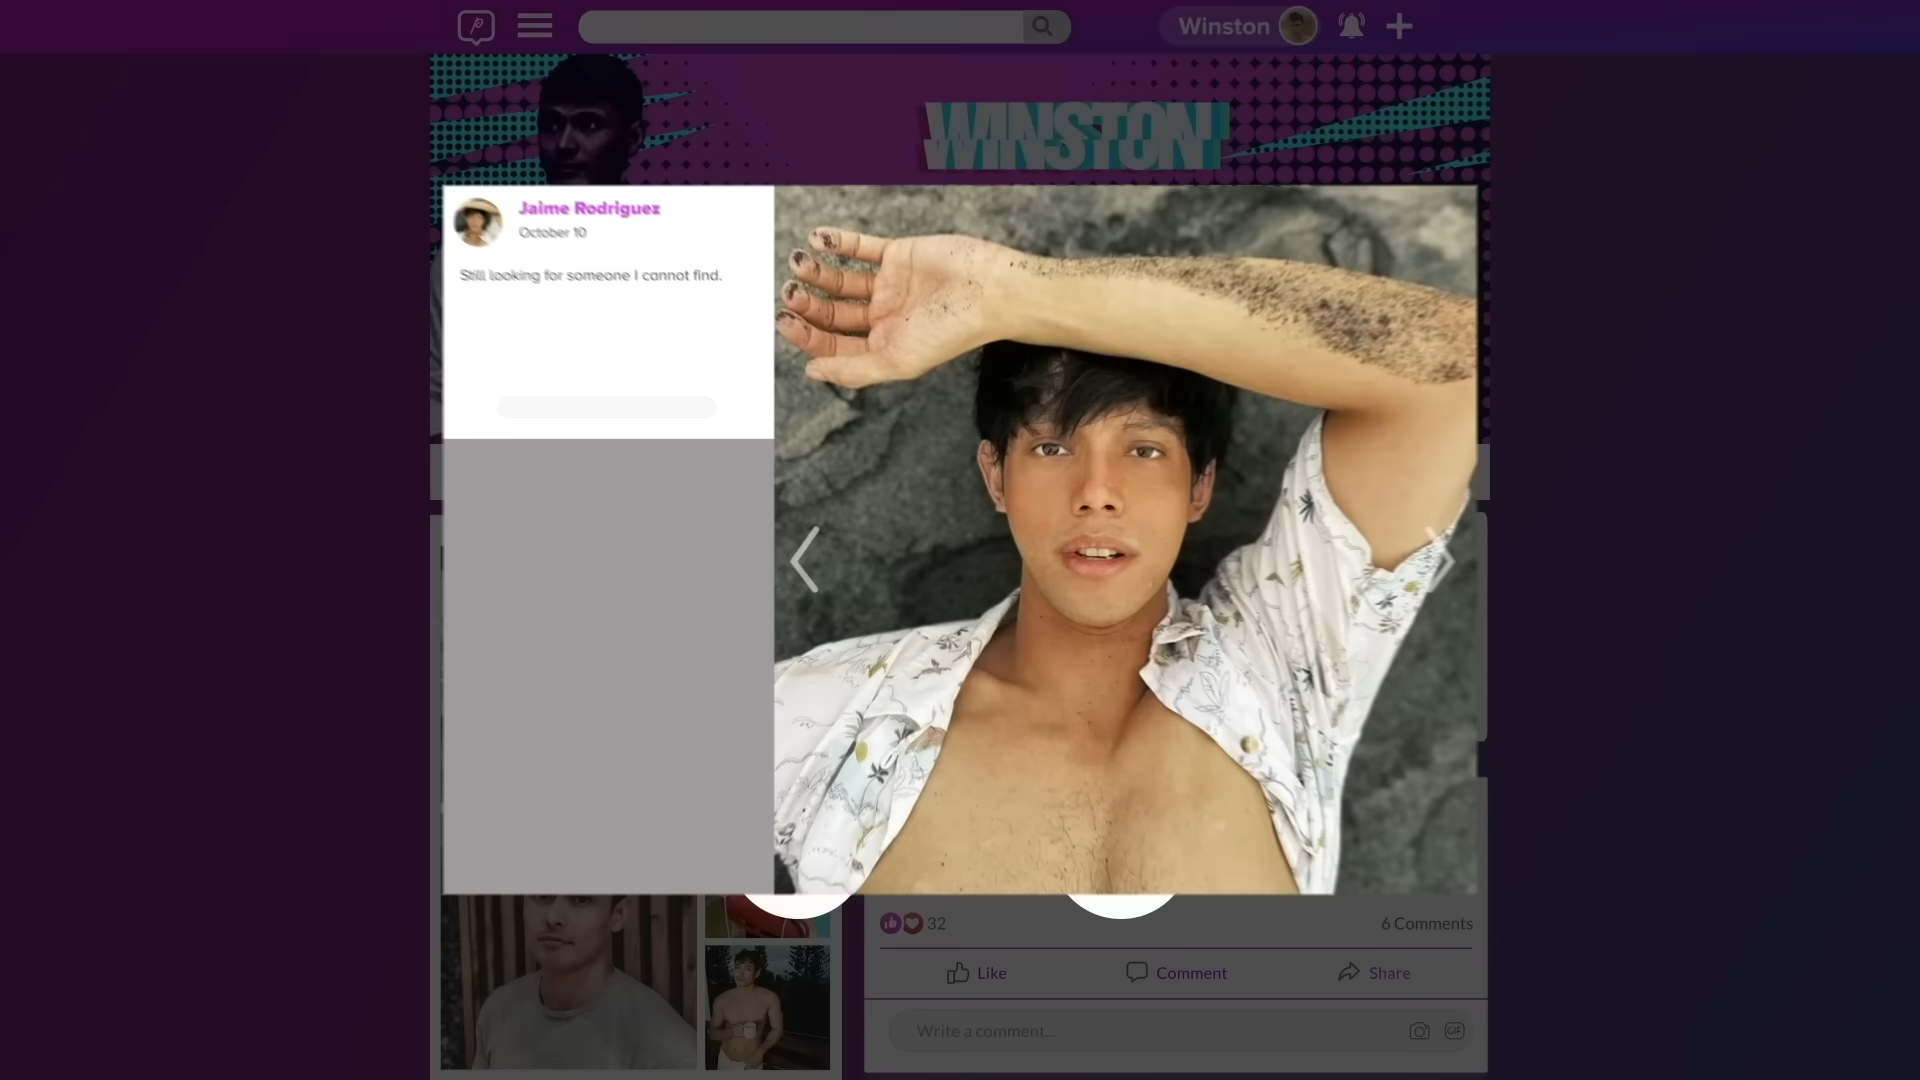 Winston
WINSTON
Jaime Rodriguez
October 10
Still looking for someone I cannot find.
32
6 Comments
Like
Comment
Share
Write a comment...
GIF